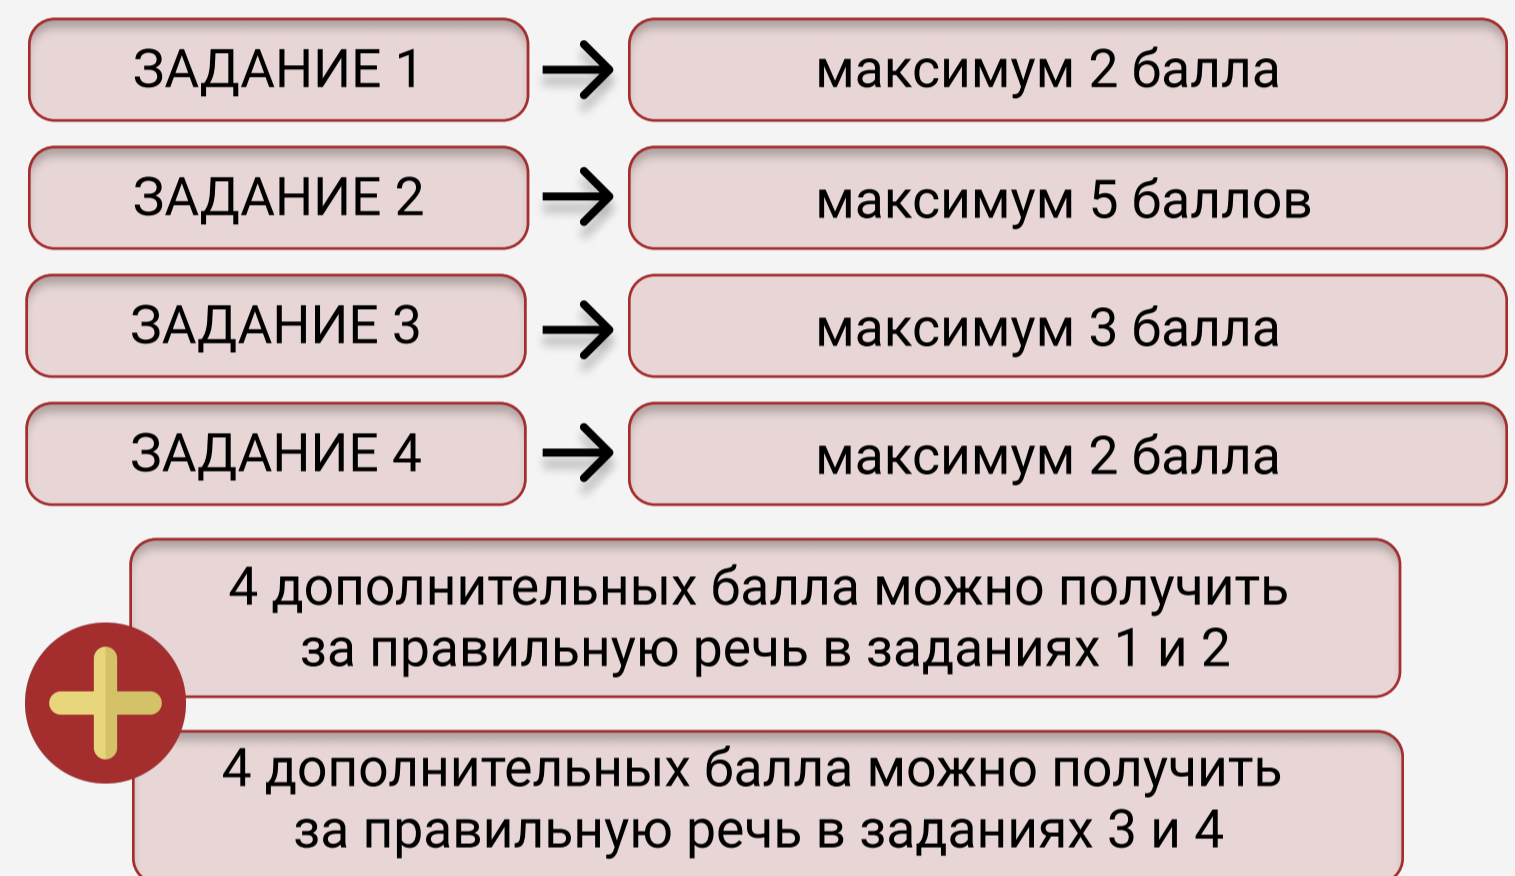 ЗАДАНИЕ 1
максимум 2 балла
ЗАДАНИЕ 2
максимум 5 баллов
ЗАДАНИЕ 3
максимум 3 балла
ЗАДАНИЕ 4
максимум 2 балла
4 дополнительных балла можно получить
за правильную речь в заданиях 1 и 2
4 дополнительных балла можно получить
за правильную речь в заданиях 3 и 4